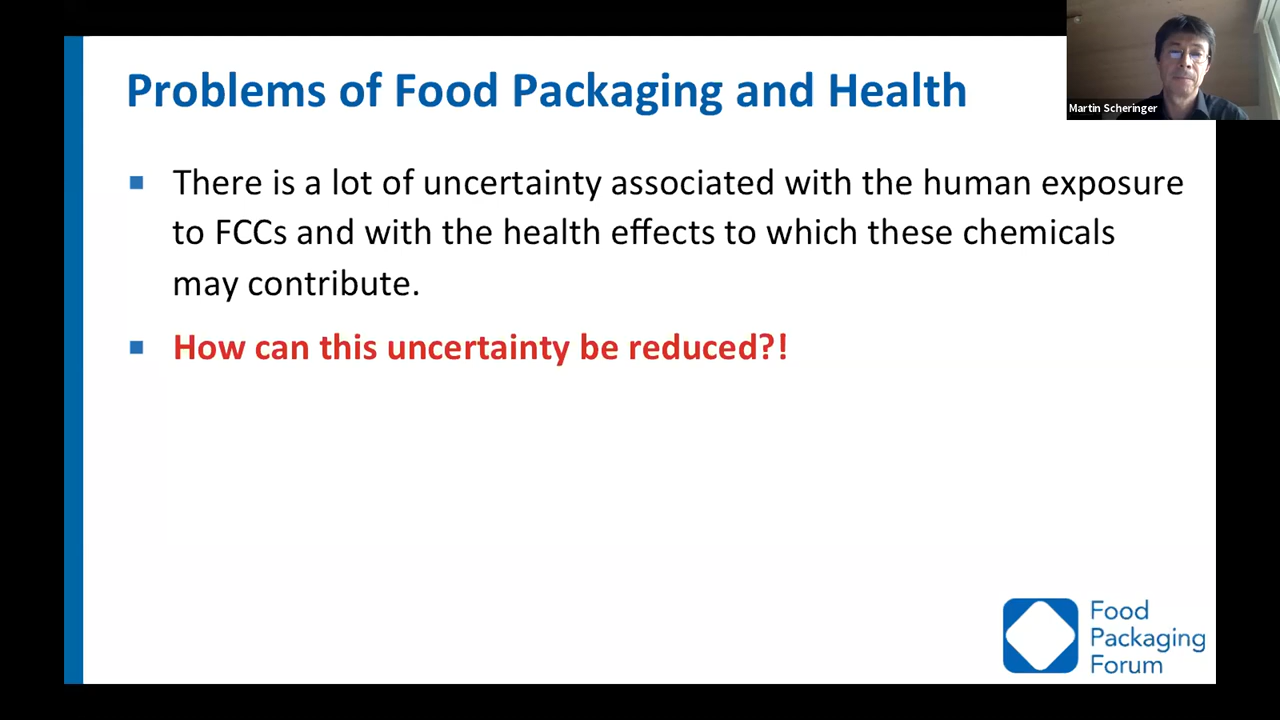 Problems of Food Packaging and Health
Martin Scheringer
▪ There is a lot of uncertainty associated with the human exposure
to FCCs and with the health effects to which these chemicals
may contribute.
▪ How can this uncertainty be reduced?!
Food
Packaging
Forum